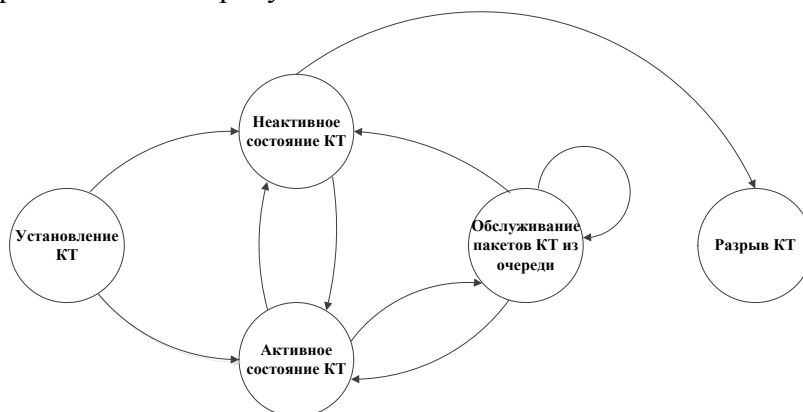 Неактивное
состояние КТ
Установление
КТ
Обслуживание
пакетов КТ из
очереди
Разрыв КТ
Активное
состояние КТ